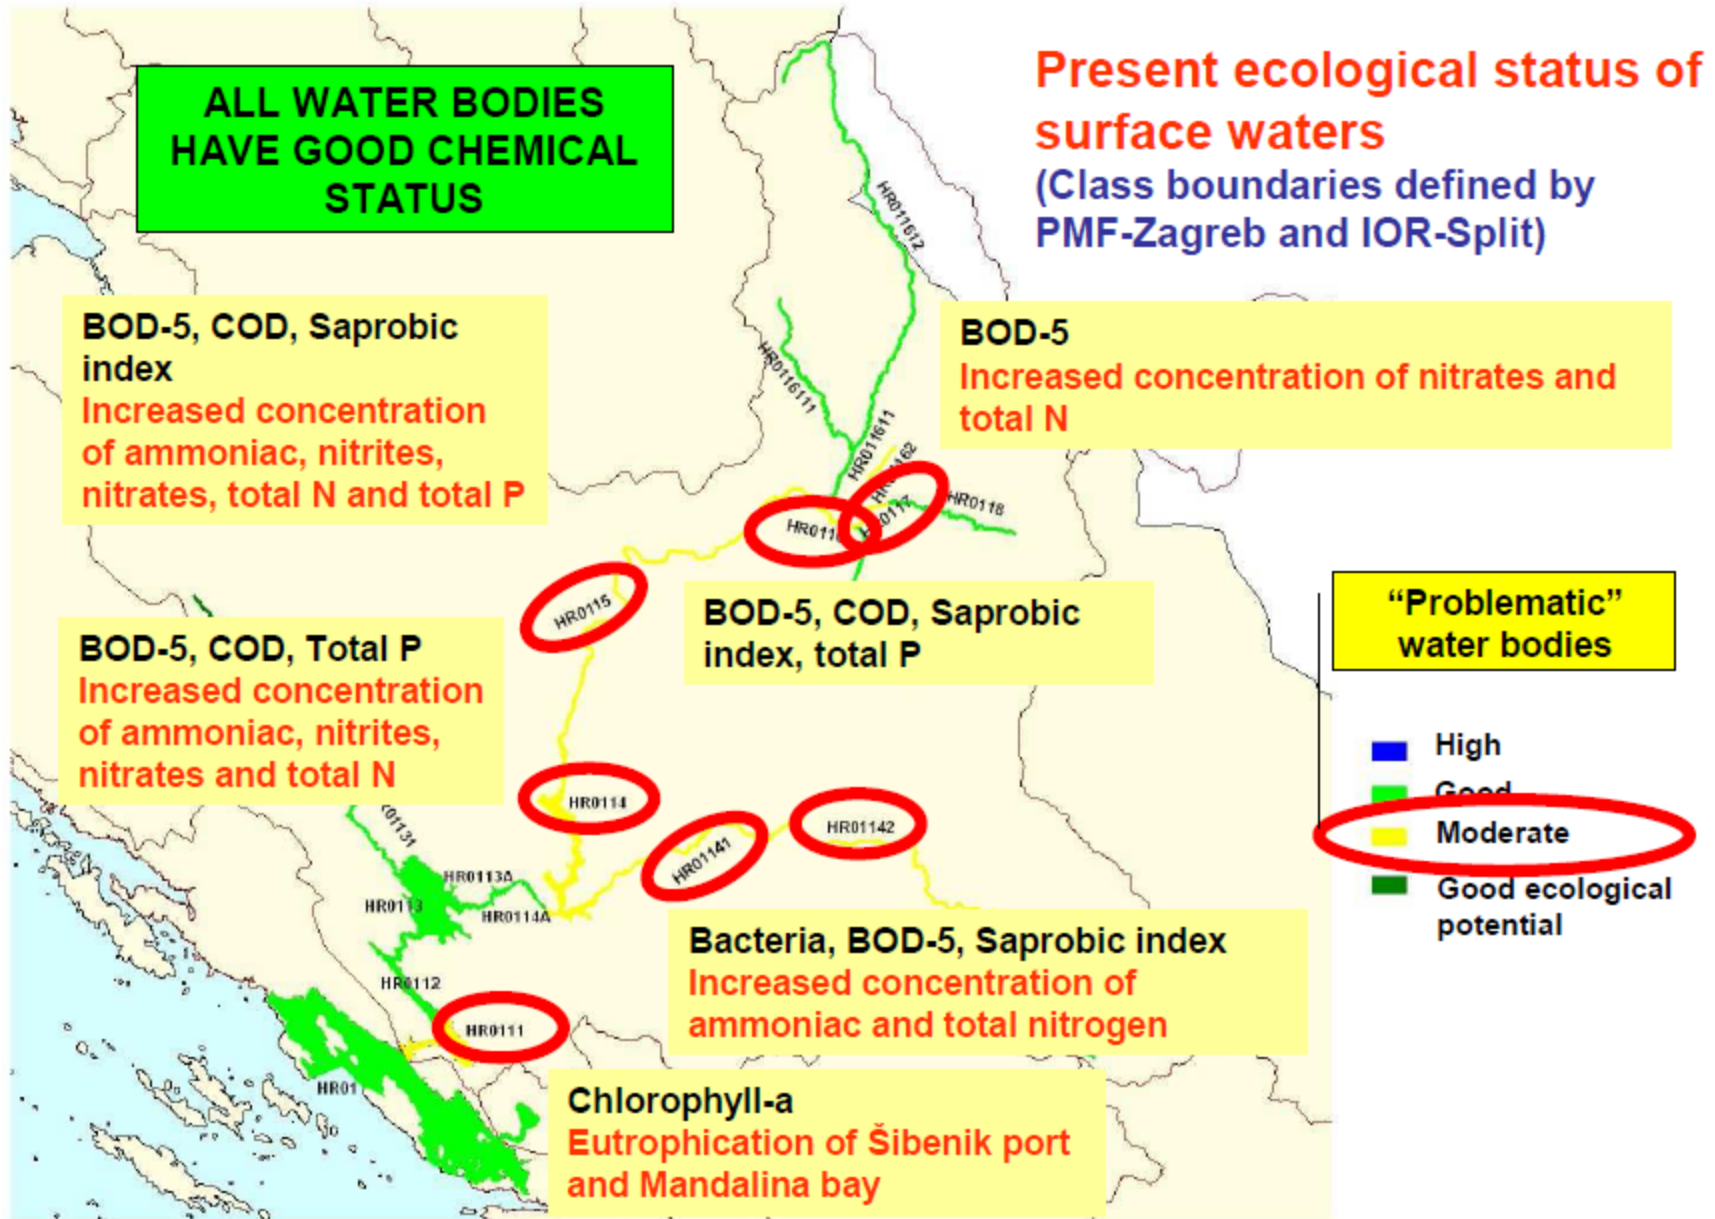 ALL WATER BODIES
HAVE GOOD CHEMICAL
STATUS
Present ecological status of
surface waters
(Class boundaries defined by
PMF-Zagreb and IOR-Split)
HR011612
BOD-5, COD, Saprobic
index
Increased concentration
of ammoniac, nitrites,
nitrates, total N and total P
BOD-5
Increased concentration of nitrates and
total N
HR0116111
HR011611
HR0117
HR0118
HR0115
BOD-5, COD, Saprobic
index, total P
"Problematic"
water bodies
BOD-5, COD, Total P
Increased concentration
of ammoniac, nitrites,
nitrates and total N
High
Good
Moderate
Good ecological
potential
HR0114
HR01142
HR01141
HR0113A
HR0113
HR0114A
Bacteria, BOD-5, Saprobic index
Increased concentration of
ammoniac and total nitrogen
HR0112
HR0111
HR01
Chlorophyll-a
Eutrophication of Šibenik port
and Mandalina bay